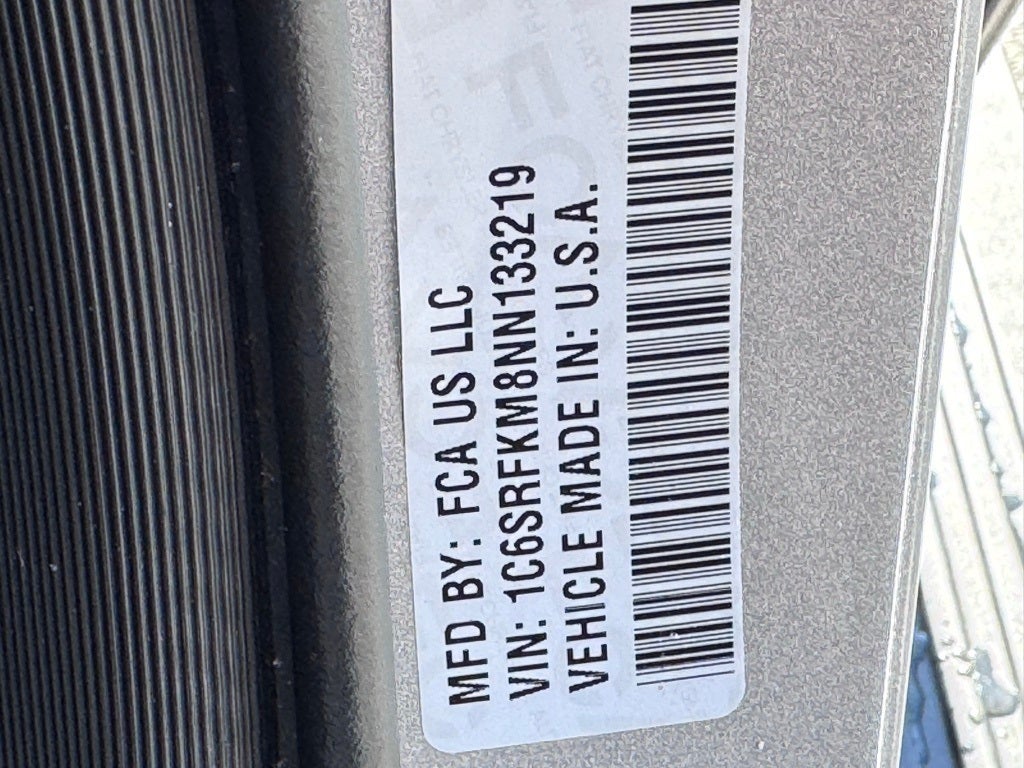 MFD BY: FCA US LLC
VIN: 1C6SRFKM8NN133219
VEHICLE MADE IN: U.S.A.